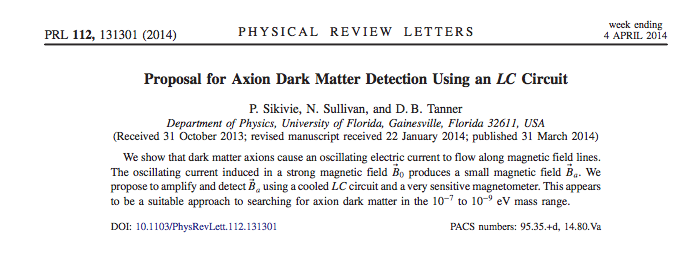 PRL 112, 131301 (2014)
PHYSICAL REVIEW LETTERS
week ending
4 APRIL 2014
Proposal for Axion Dark Matter Detection Using an LC Circuit
P. Sikivie, N. Sullivan, and D. B. Tanner
Department of Physics, University of Florida, Gainesville, Florida 32611, USA
(Received 31 October 2013; revised manuscript received 22 January 2014; published 31 March 2014)
We show that dark matter axions cause an oscillating electric current to flow along magnetic field lines.
The oscillating current induced in a strong magnetic field B⃗₀ produces a small magnetic field B⃗ₐ. We
propose to amplify and detect B⃗ₐ using a cooled LC circuit and a very sensitive magnetometer. This appears
to be a suitable approach to searching for axion dark matter in the 10⁻⁷ to 10⁻⁹ eV mass range.
DOI: 10.1103/PhysRevLett.112.131301
PACS numbers: 95.35.+d, 14.80.Va